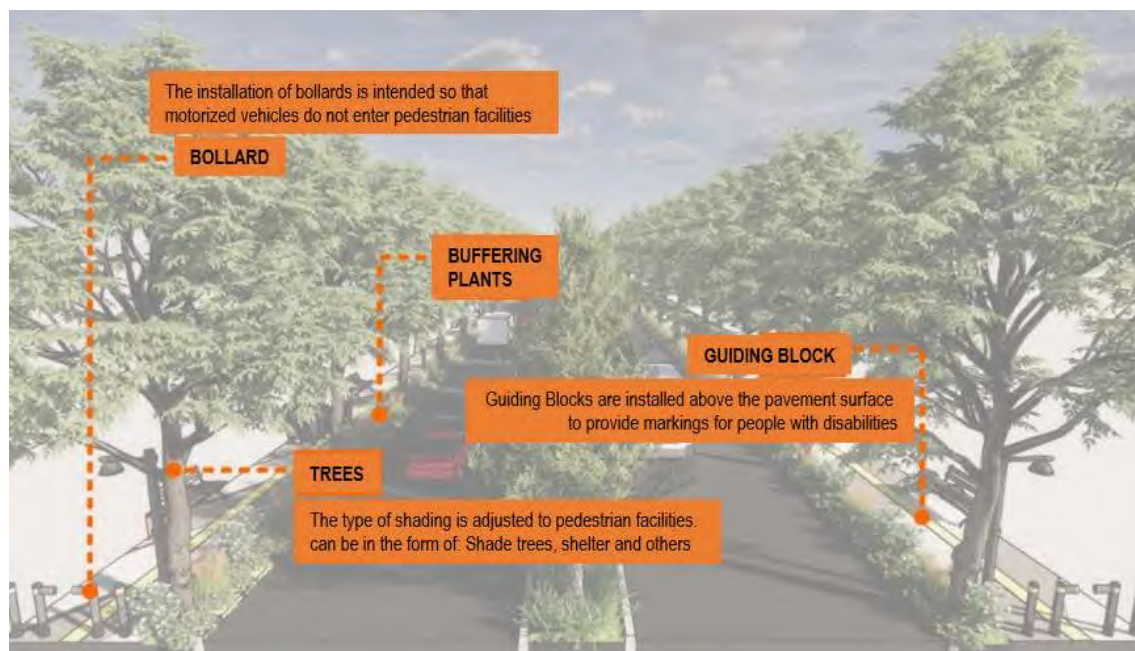 The installation of bollards is intended so that
motorized vehicles do not enter pedestrian facilities
BOLLARD
BUFFERING
PLANTS
GUIDING BLOCK
Guiding Blocks are installed above the pavement surface
to provide markings for people with disabilities
TREES
The type of shading is adjusted to pedestrian facilities.
can be in the form of: Shade trees, shelter and others